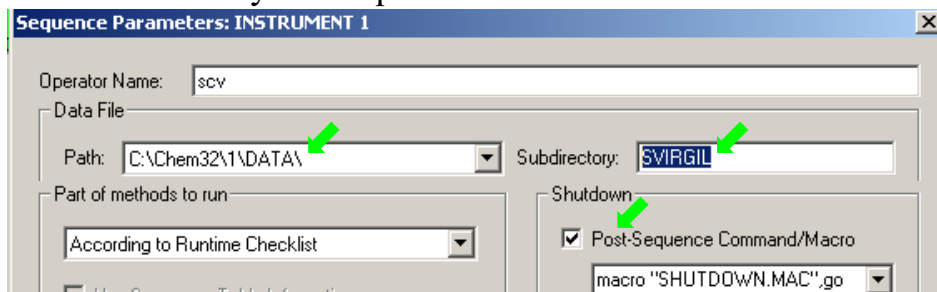 Sequence Parameters: INSTRUMENT 1
Operator Name: scv
Data File
Path: C:\Chem32\1\DATA\ Subdirectory: SVIRGIL
Part of methods to run Shutdown
According to Runtime Checklist Post-Sequence Command/Macro
macro "SHUTDOWN.MAC",go